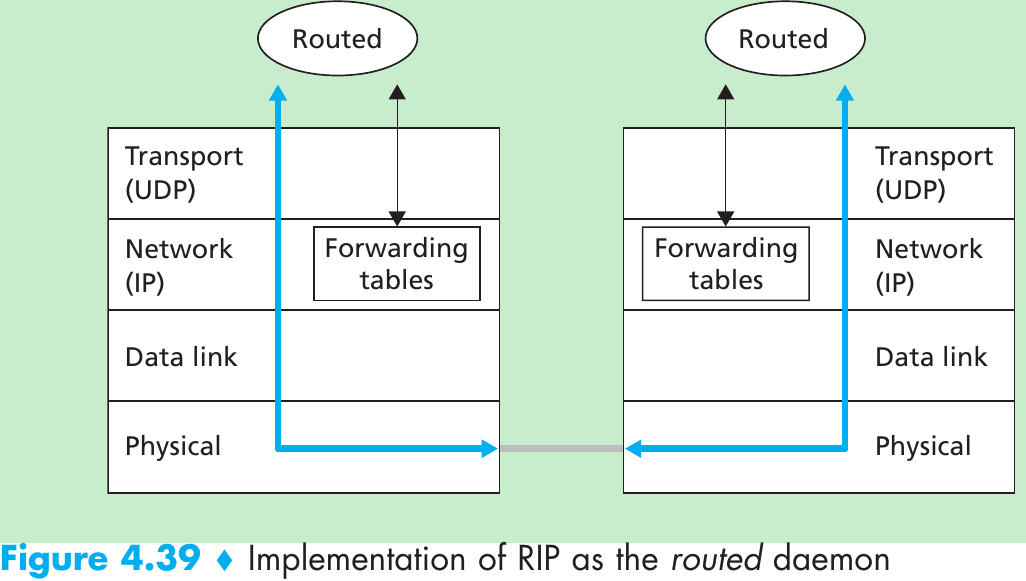 Routed
Routed
Transport
(UDP)
Network
(IP)
Forwarding
tables
Data link
Physical
Forwarding
tables
Transport
(UDP)
Network
(IP)
Data link
Physical
Figure 4.39 ♦ Implementation of RIP as the routed daemon